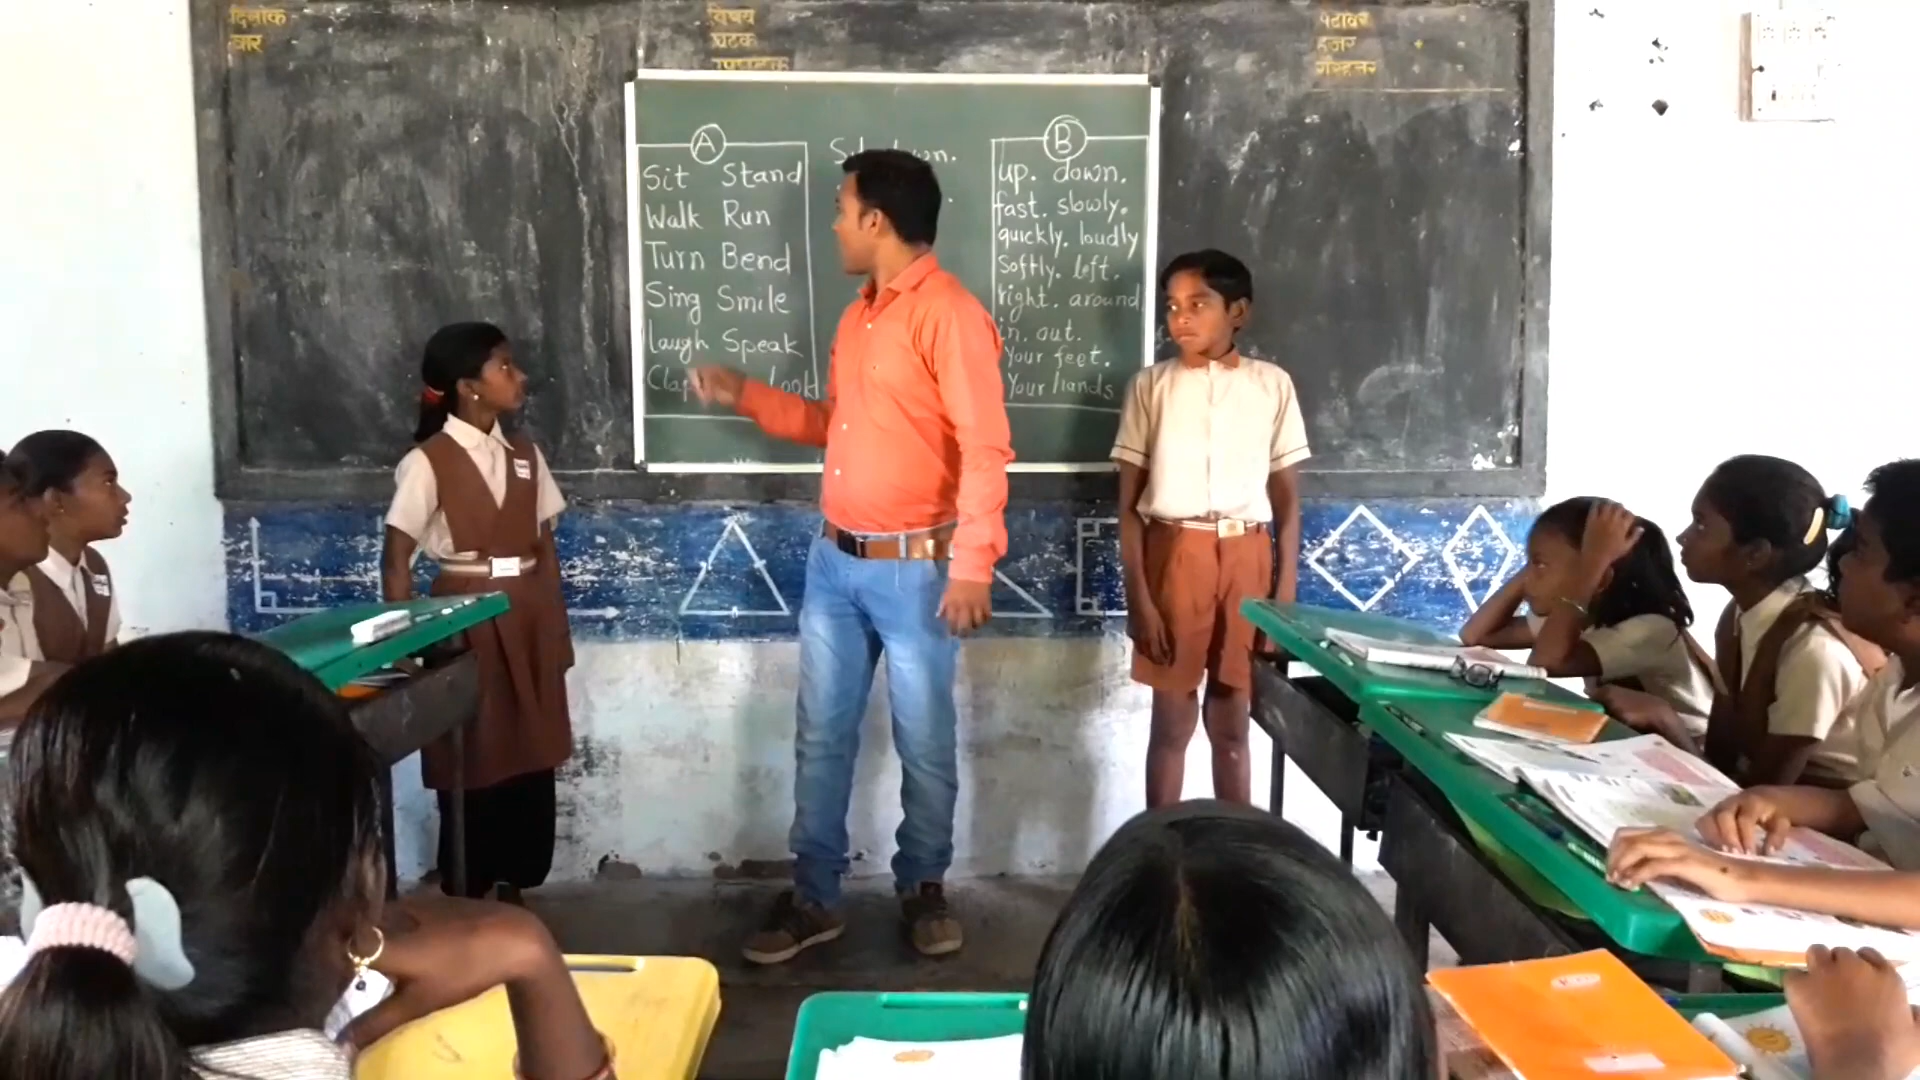 दिनांक
वार
विषय
घटक
उपघटक
पटावर
हजर
गैरहजर
A
Sit Stand
Walk Run
Turn Bend
Sing Smile
Laugh Speak
Look
B
up. down.
fast. slowly.
quickly. loudly
Softly. left.
right. around
in. out.
Your feet.
Your hands